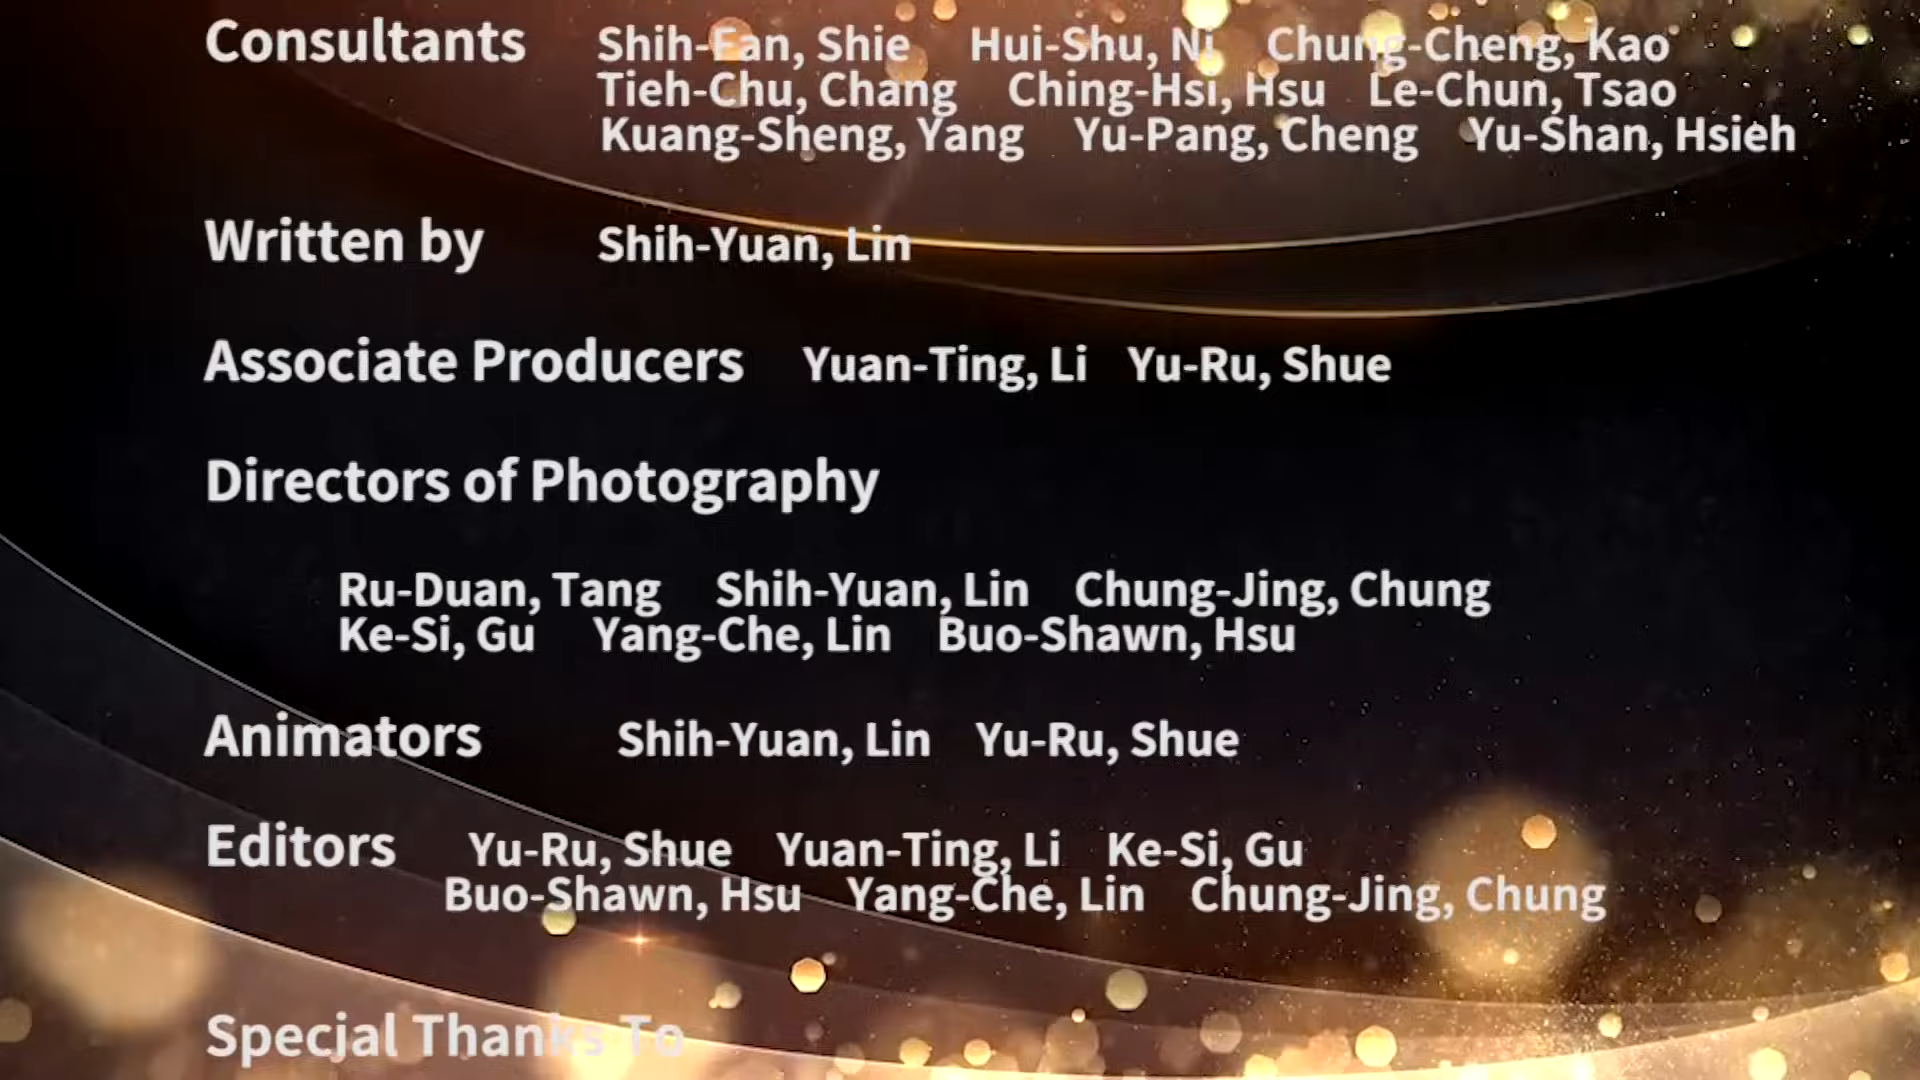 Consultants Shih-Fan, Shie Hui-Shu, Ni Chung-Cheng, Kao
Tieh-Chu, Chang Ching-Hsi, Hsu Le-Chun, Tsao
Kuang-Sheng, Yang Yu-Pang, Cheng Yu-Shan, Hsieh
Written by Shih-Yuan, Lin
Associate Producers Yuan-Ting, Li Yu-Ru, Shue
Directors of Photography
Ru-Duan, Tang Shih-Yuan, Lin Chung-Jing, Chung
Ke-Si, Gu Yang-Che, Lin Buo-Shawn, Hsu
Animators Shih-Yuan, Lin Yu-Ru, Shue
Editors Yu-Ru, Shue Yuan-Ting, Li Ke-Si, Gu
Buo-Shawn, Hsu Yang-Che, Lin Chung-Jing, Chung
Special Thanks To